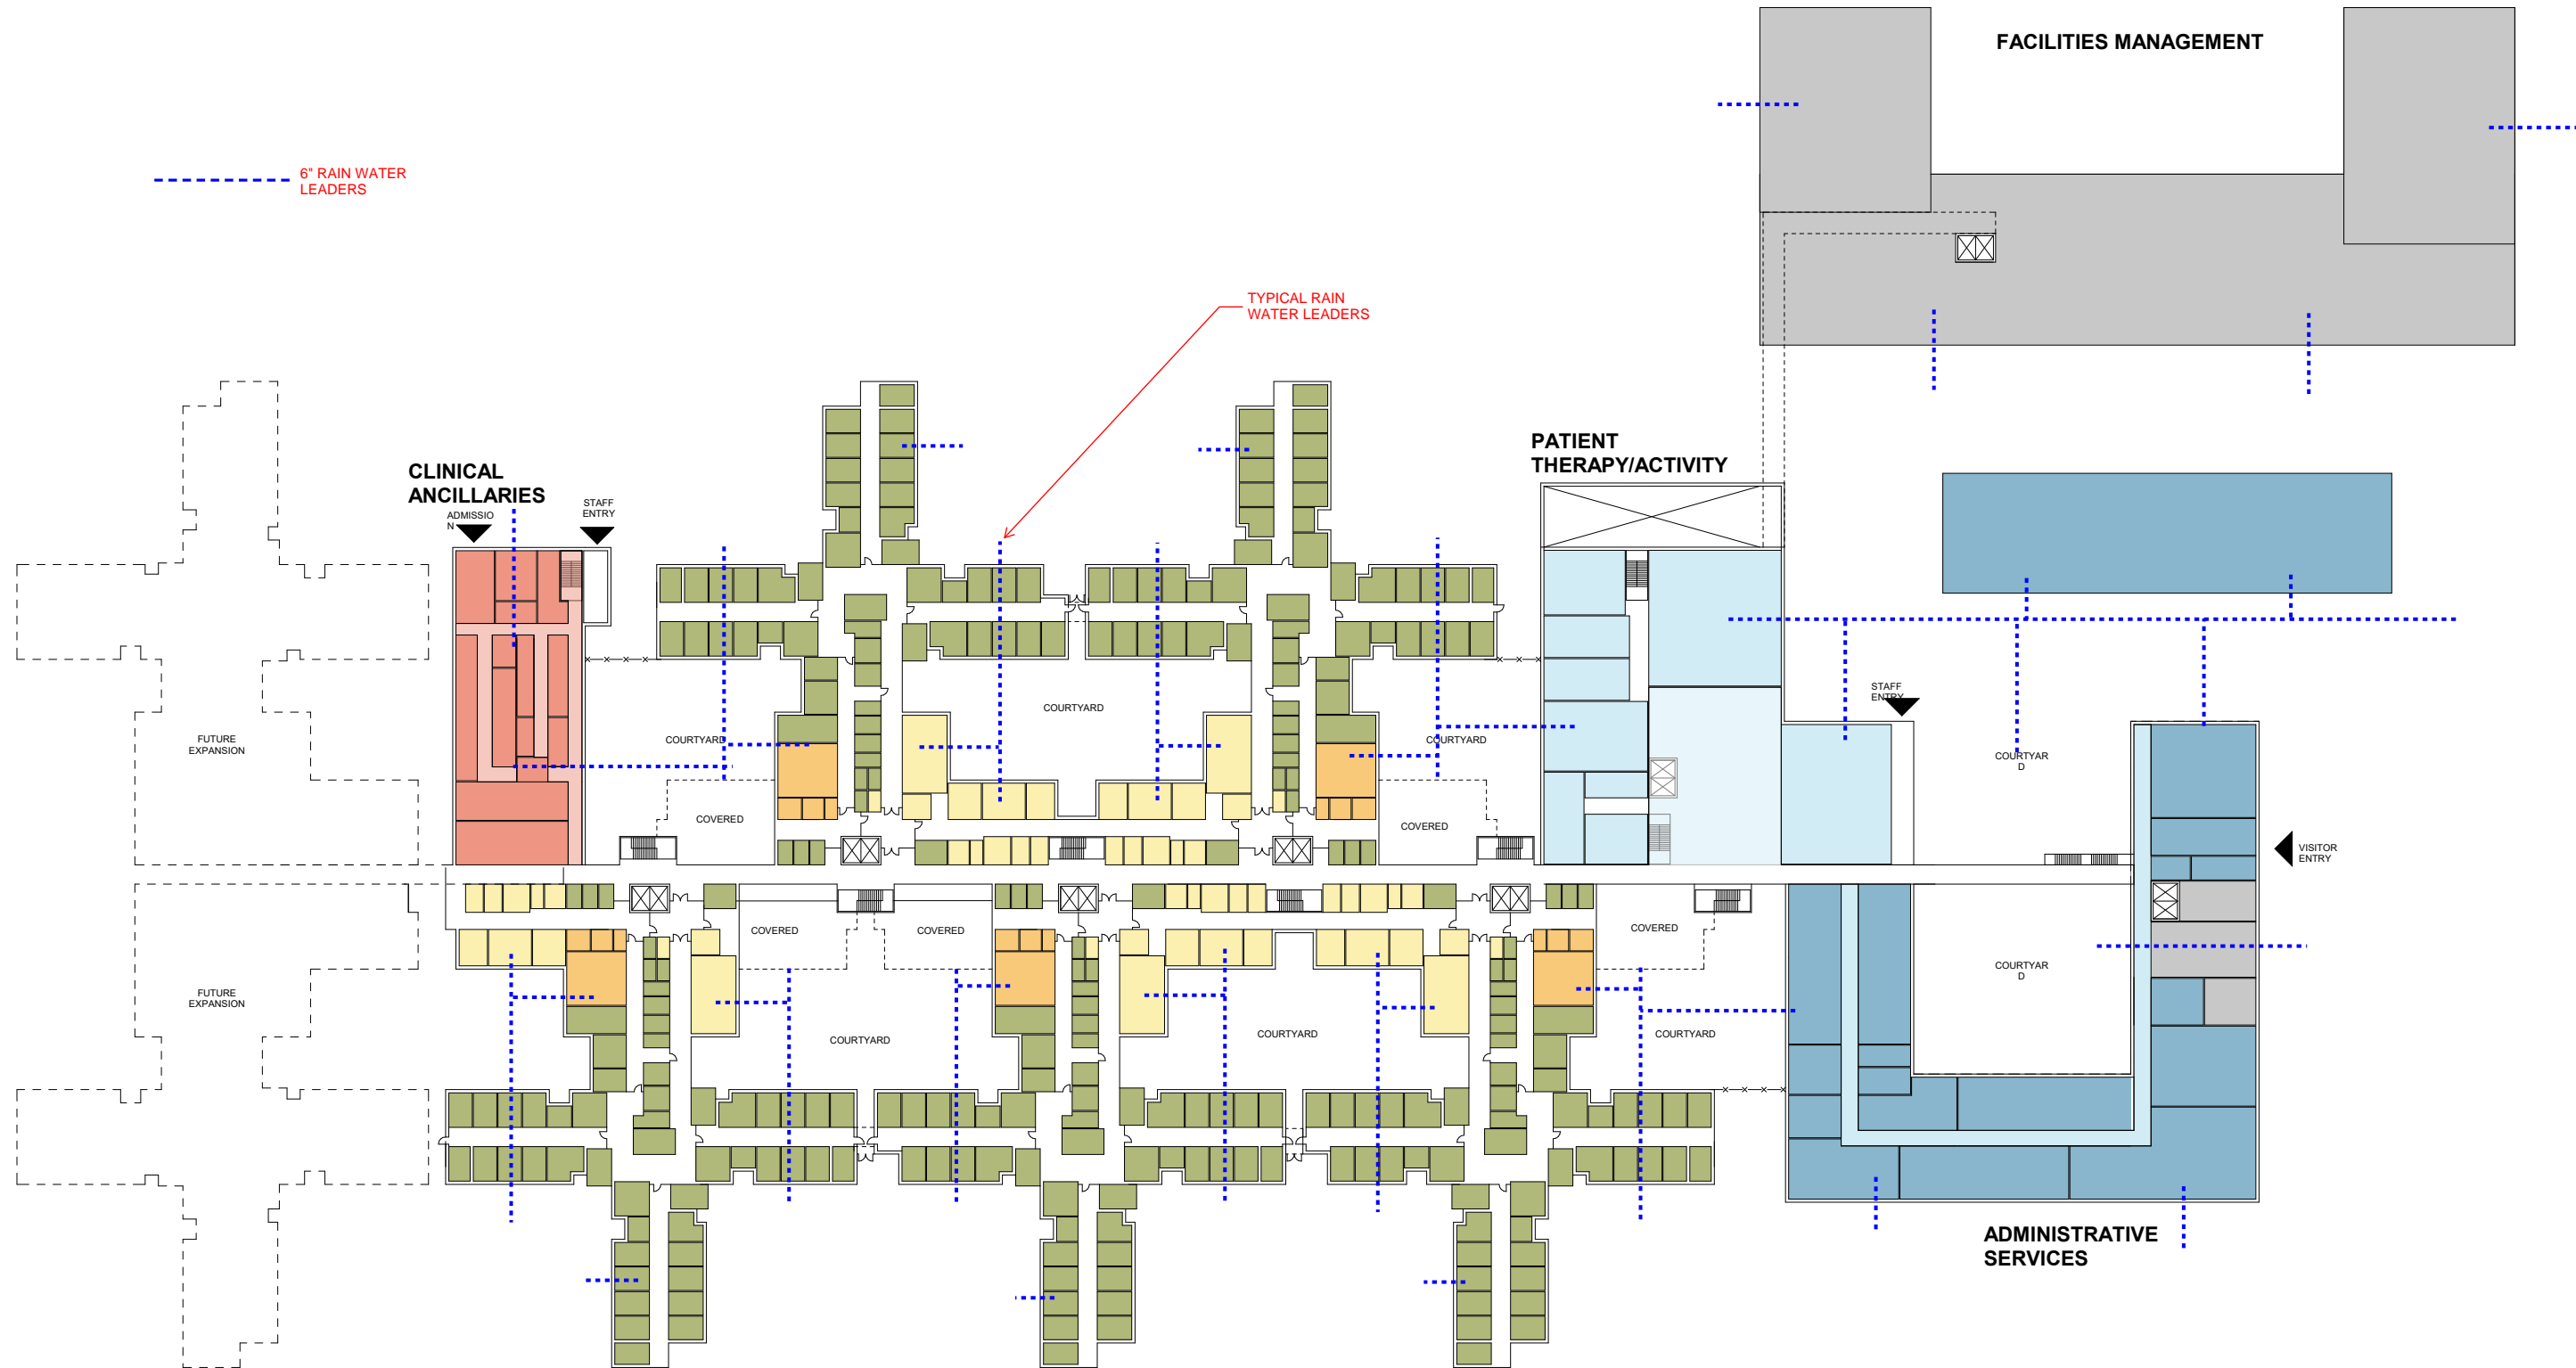 FACILITIES MANAGEMENT
6" RAIN WATER
LEADERS
TYPICAL RAIN
WATER LEADERS
PATIENT
THERAPY/ACTIVITY
CLINICAL
ANCILLARIES
ADMISSIO
N
STAFF
ENTRY
STAFF
ENTRY
COURTYARD
FUTURE
EXPANSION
COURTYARD
COURTYARD
COURTYAR
D
COVERED
COVERED
VISITOR
ENTRY
COVERED
COVERED
COVERED
FUTURE
EXPANSION
COURTYAR
D
COURTYARD
COURTYARD
COURTYARD
ADMINISTRATIVE
SERVICES